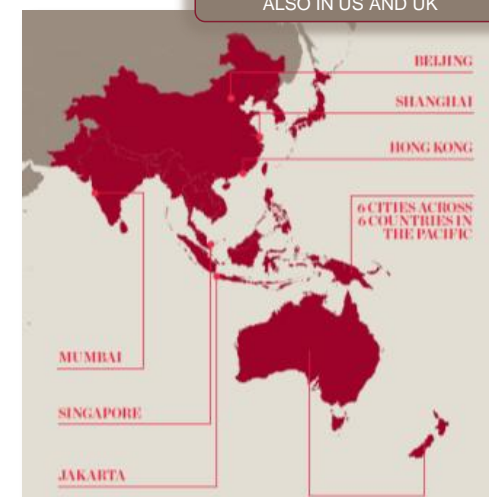 ALSO IN US AND UK
BEIJING
SHANGHAI
HONG KONG
6 CITIES ACROSS
6 COUNTRIES IN
THE PACIFIC
MUMBAI
SINGAPORE
JAKARTA